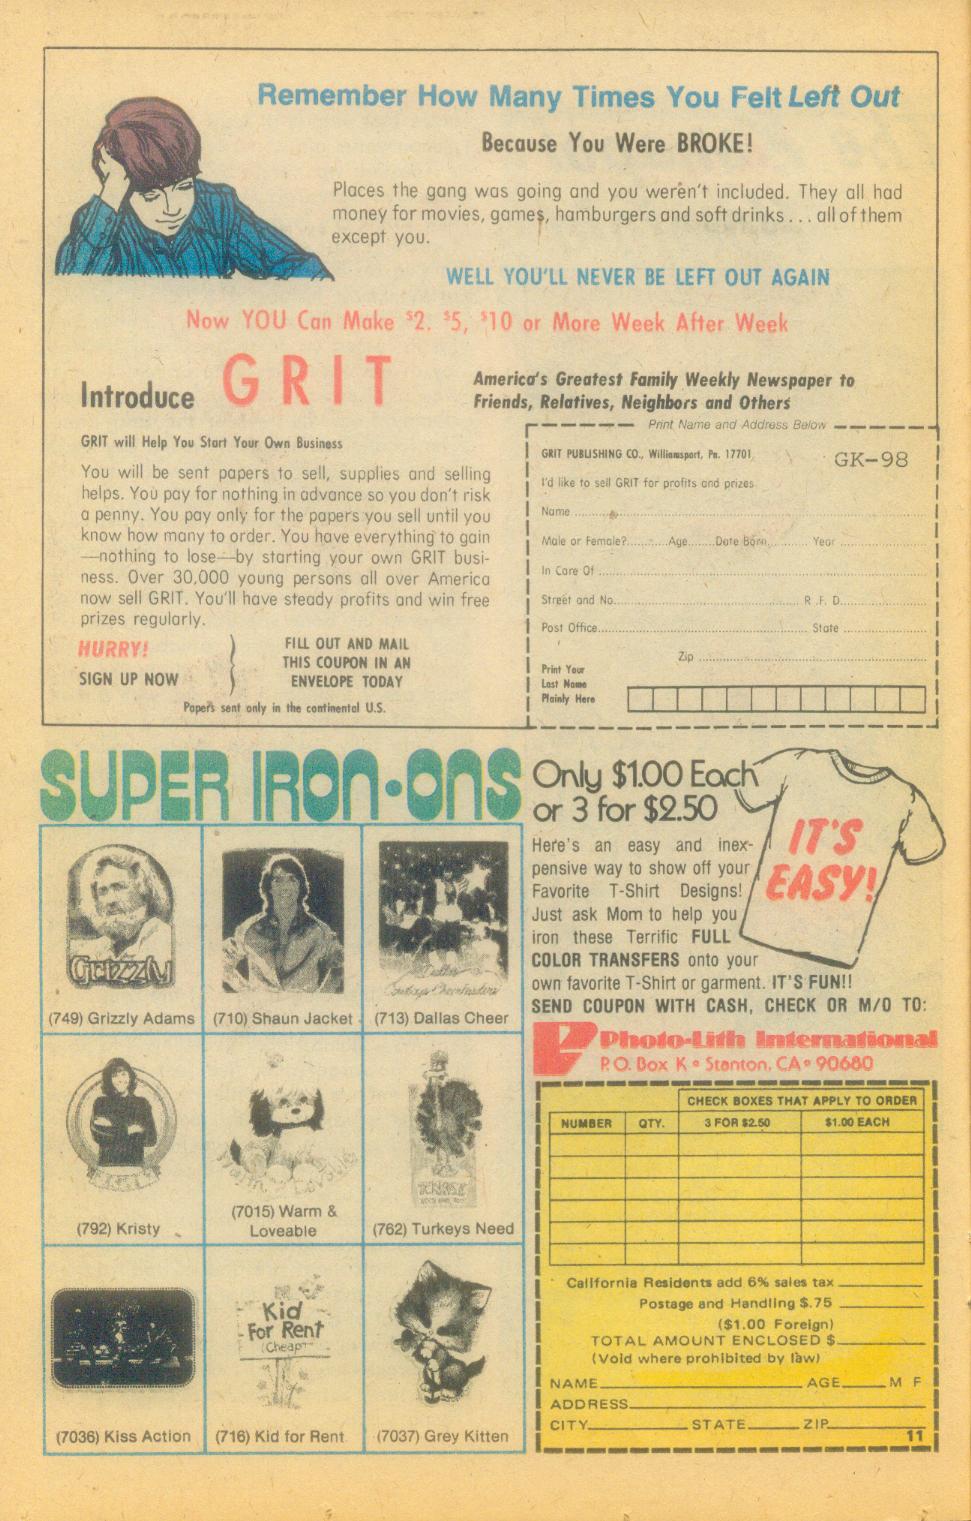 Remember How Many Times You Felt Left Out
Because You Were BROKE!
Places the gang was going and you weren't included. They all had
money for movies, games, hamburgers and soft drinks . . . all of them
except you.
WELL YOU'LL NEVER BE LEFT OUT AGAIN
Now YOU Can Make $2. $5, $10 or More Week After Week
Introduce GRIT
America's Greatest Family Weekly Newspaper to
Friends, Relatives, Neighbors and Others
GRIT will Help You Start Your Own Business
You will be sent papers to sell, supplies and selling
helps. You pay for nothing in advance so you don't risk
a penny. You pay only for the papers you sell until you
know how many to order. You have everything to gain
—nothing to lose—by starting your own GRIT busi-
ness. Over 30,000 young persons all over America
now sell GRIT. You'll have steady profits and win free
prizes regularly.
HURRY!
SIGN UP NOW
FILL OUT AND MAIL
THIS COUPON IN AN
ENVELOPE TODAY
Papers sent only in the continental U.S.
Print Name and Address Below
GRIT PUBLISHING CO., Williamsport, Pa. 17701
GK-98
I'd like to sell GRIT for profits and prizes
Name
Male or Female? Age Date Born Year
In Care Of
Street and No. R.F.D.
Post Office State
Zip
Print Your
Last Name
Plainly Here
SUPER IRON•ONS
Only $1.00 Each
or 3 for $2.50
IT'S
EASY!
Here's an easy and inex-
pensive way to show off your
Favorite T-Shirt Designs!
Just ask Mom to help you
iron these Terrific FULL
COLOR TRANSFERS onto your
own favorite T-Shirt or garment. IT'S FUN!!
SEND COUPON WITH CASH, CHECK OR M/O TO:
Photo-Lith International
P.O. Box K • Stanton, CA • 90680
Grizzly
(749) Grizzly Adams
(710) Shaun Jacket
Dallas
Cowboys Cheerleaders
(713) Dallas Cheer
(792) Kristy
(7015) Warm &
Loveable
(762) Turkeys Need
(7036) Kiss Action
Kid
For Rent
(Cheap)
(716) Kid for Rent
(7037) Grey Kitten
CHECK BOXES THAT APPLY TO ORDER
NUMBER QTY. 3 FOR $2.50 $1.00 EACH
California Residents add 6% sales tax
Postage and Handling $.75
($1.00 Foreign)
TOTAL AMOUNT ENCLOSED $
(Void where prohibited by law)
NAME AGE M F
ADDRESS
CITY STATE ZIP
11